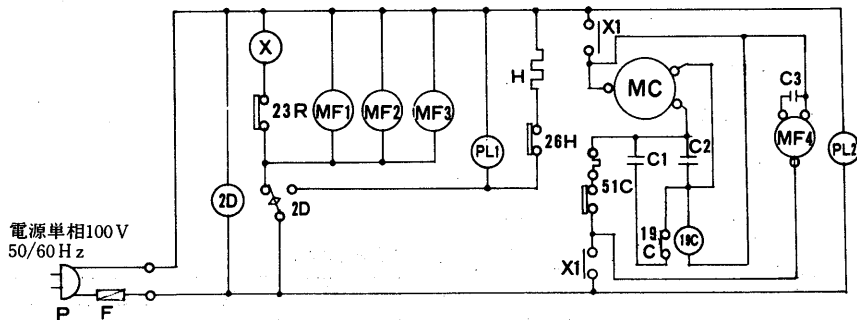 X1
X
H
MC
C3
23R
MF1
MF2
MF3
MF4
PL1
26H
PL2
C1
C2
51C
2D
2D
19
C
19C
X1
電源単相100V
50/60Hz
P
F